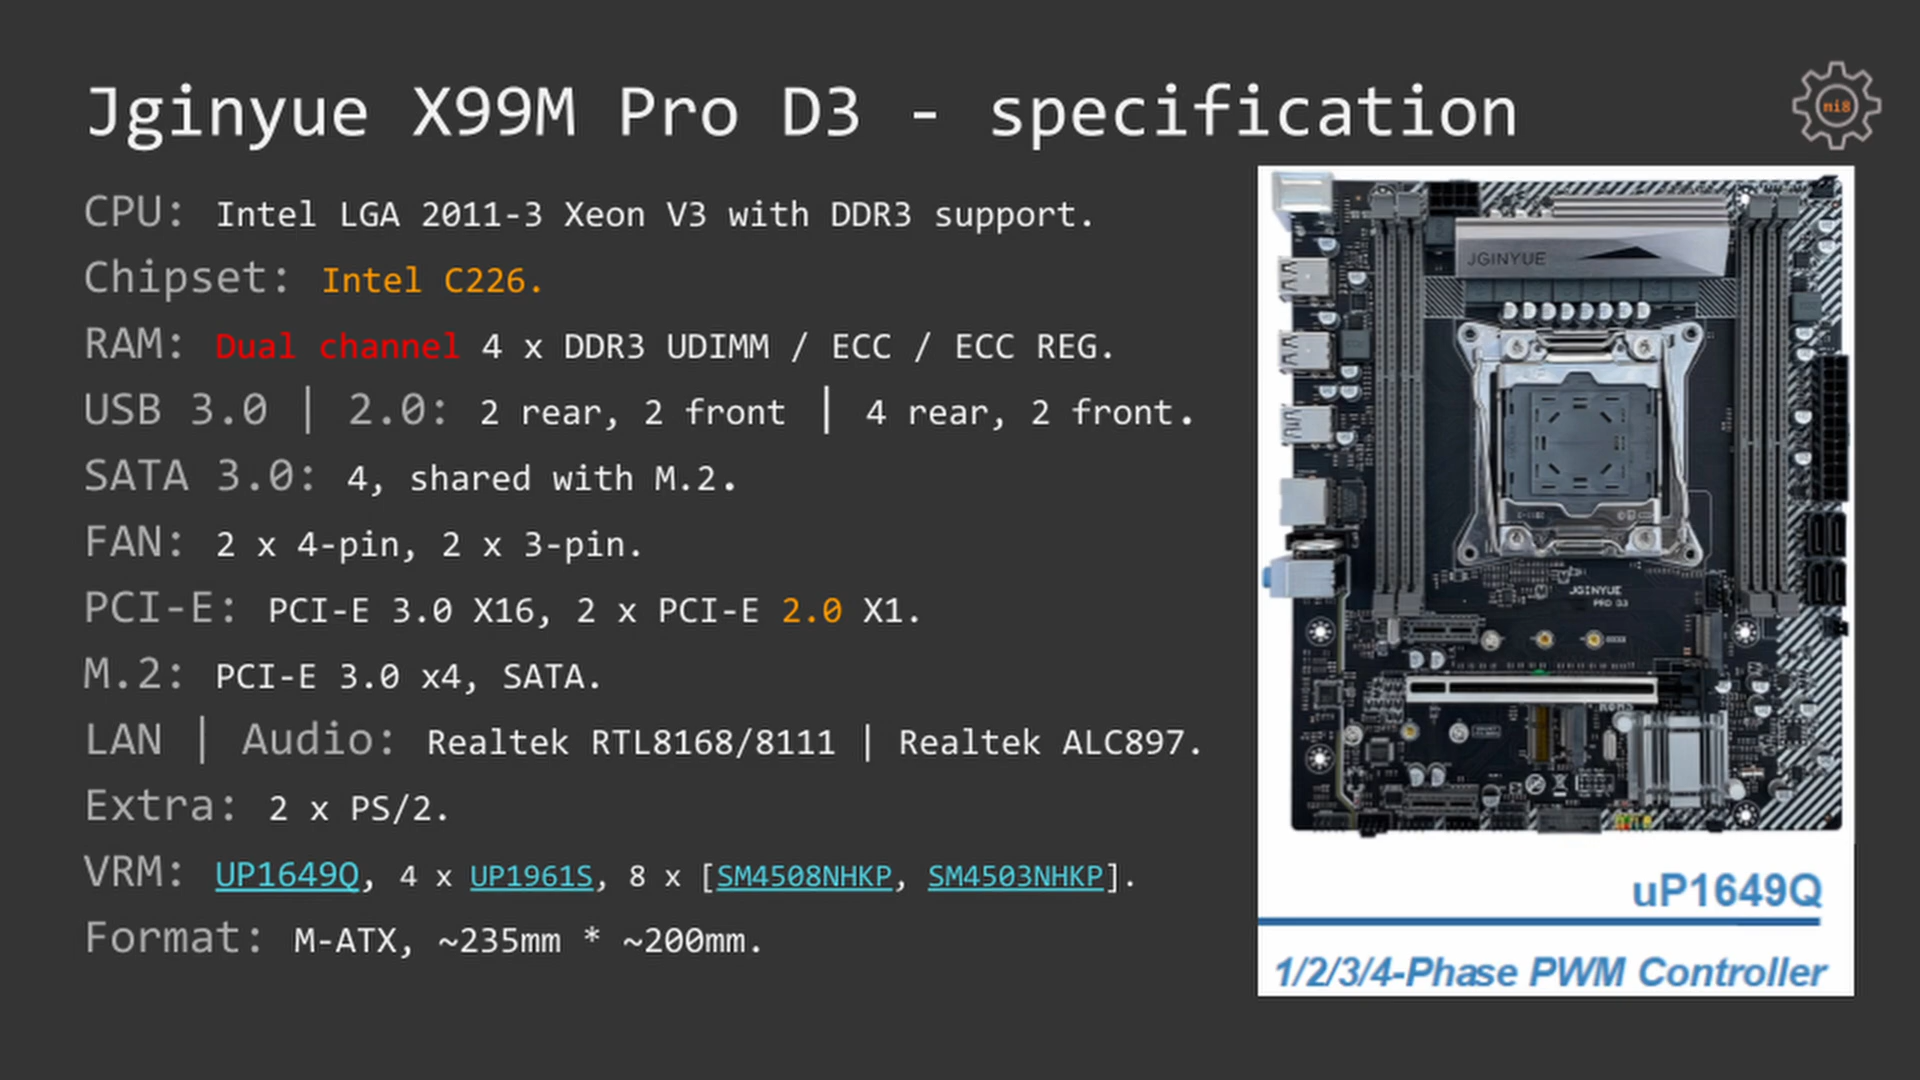 Jginyue X99M Pro D3 - specification
mi8
CPU: Intel LGA 2011-3 Xeon V3 with DDR3 support.
Chipset: Intel C226.
RAM: Dual channel 4 x DDR3 UDIMM / ECC / ECC REG.
USB 3.0 | 2.0: 2 rear, 2 front | 4 rear, 2 front.
SATA 3.0: 4, shared with M.2.
FAN: 2 x 4-pin, 2 x 3-pin.
PCI-E: PCI-E 3.0 X16, 2 x PCI-E 2.0 X1.
M.2: PCI-E 3.0 x4, SATA.
LAN | Audio: Realtek RTL8168/8111 | Realtek ALC897.
Extra: 2 x PS/2.
VRM: UP1649Q, 4 x UP1961S, 8 x [SM4508NHKP, SM4503NHKP].
Format: M-ATX, ~235mm * ~200mm.
JGINYUE
JGINYUE
PRO D3
uP1649Q
1/2/3/4-Phase PWM Controller